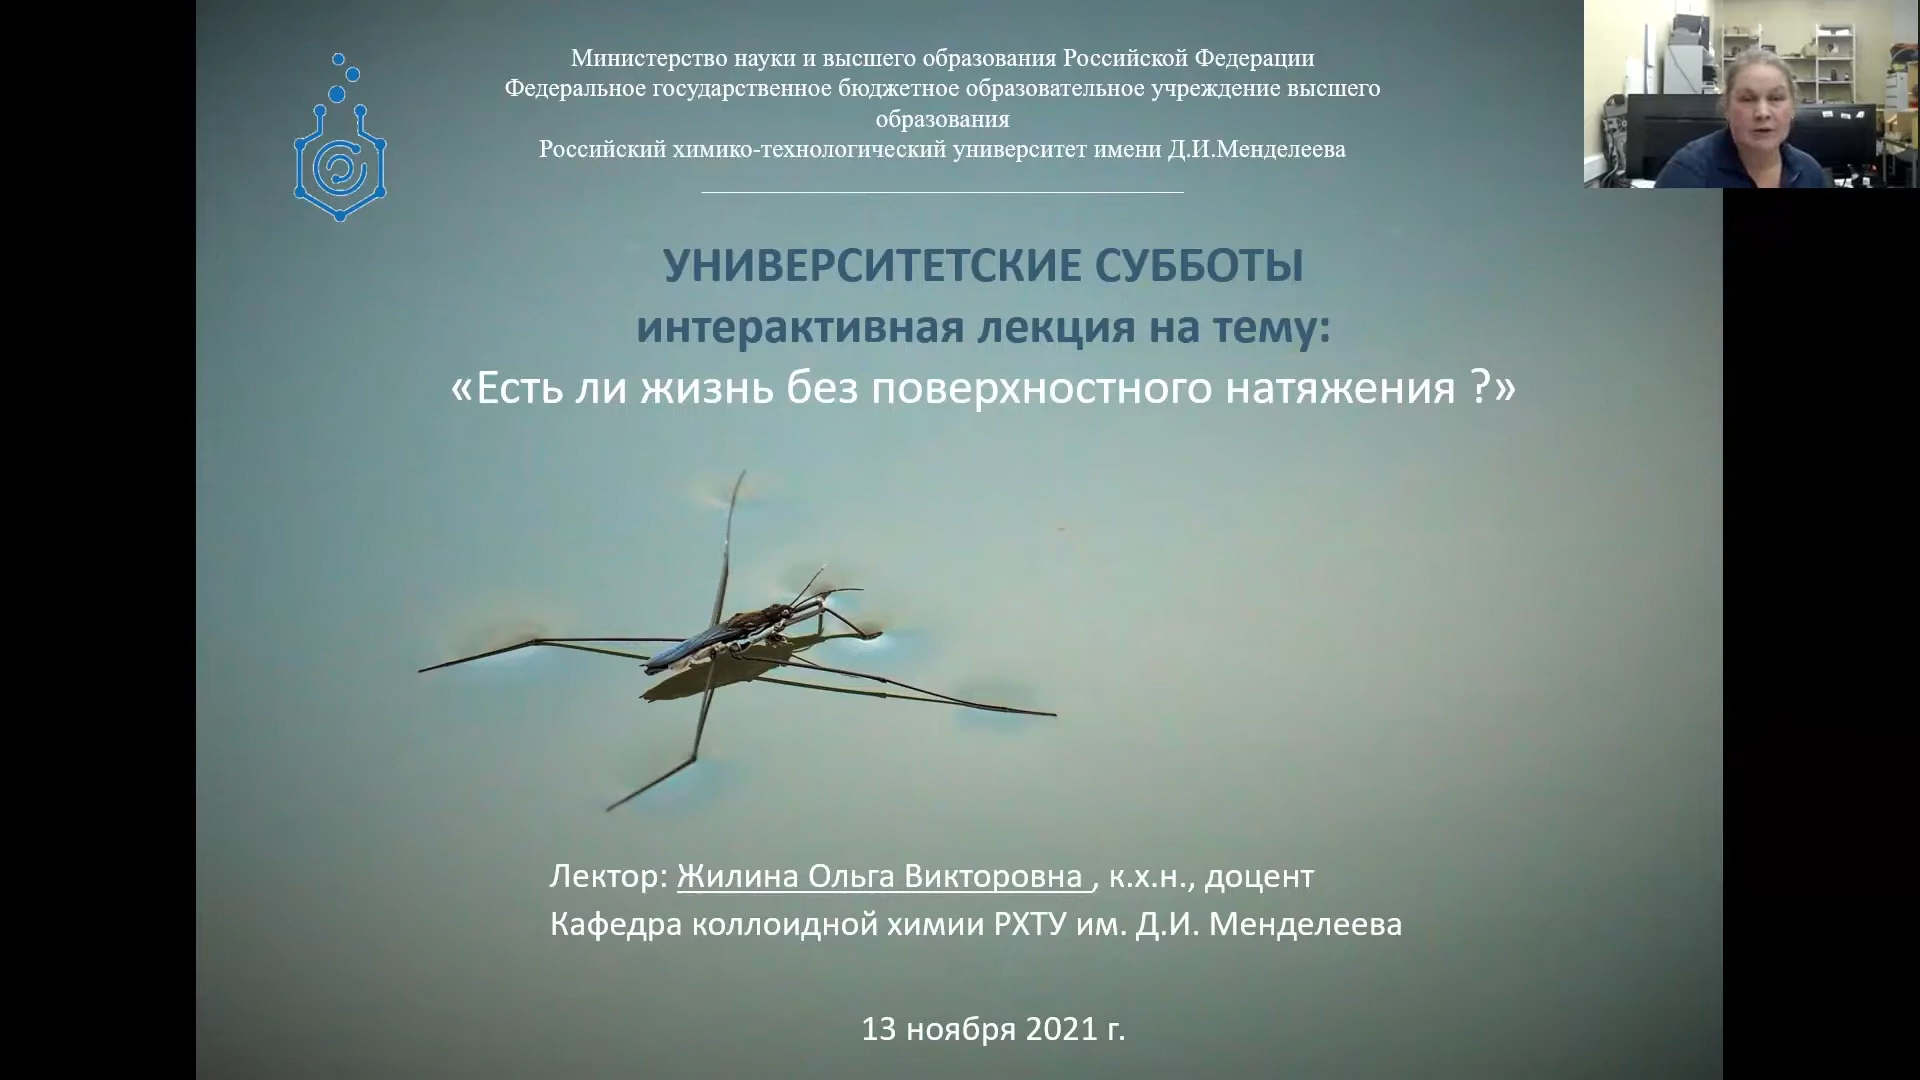 Министерство науки и высшего образования Российской Федерации
Федеральное государственное бюджетное образовательное учреждение высшего
образования
Российский химико-технологический университет имени Д.И.Менделеева
УНИВЕРСИТЕТСКИЕ СУББОТЫ
интерактивная лекция на тему:
«Есть ли жизнь без поверхностного натяжения ?»
Лектор: Жилина Ольга Викторовна , к.х.н., доцент
Кафедра коллоидной химии РХТУ им. Д.И. Менделеева
13 ноября 2021 г.